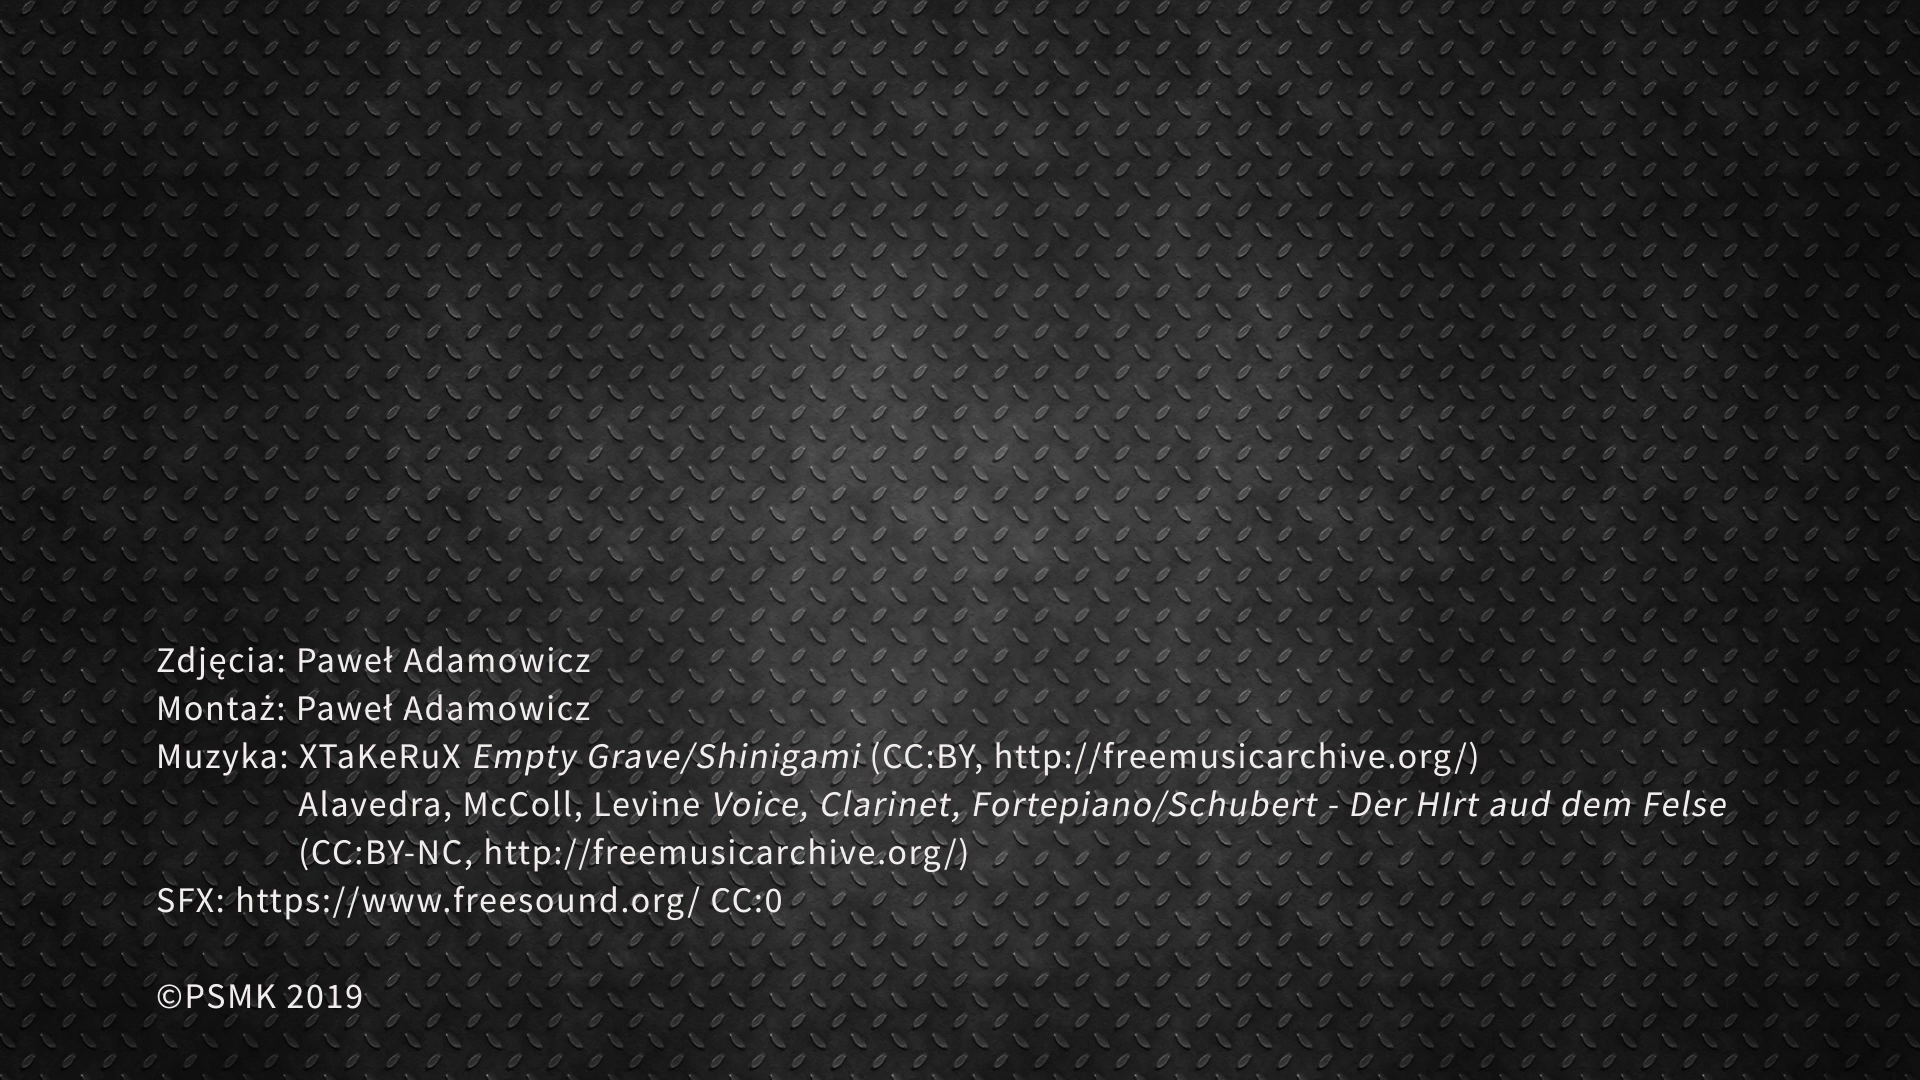 Zdjęcia: Paweł Adamowicz
Montaż: Paweł Adamowicz
Muzyka: XTaKeRuX Empty Grave/Shinigami (CC:BY, http://freemusicarchive.org/)
Alavedra, McColl, Levine Voice, Clarinet, Fortepiano/Schubert - Der HIrt aud dem Felse
(CC:BY-NC, http://freemusicarchive.org/)
SFX: https://www.freesound.org/ CC:0
©PSMK 2019